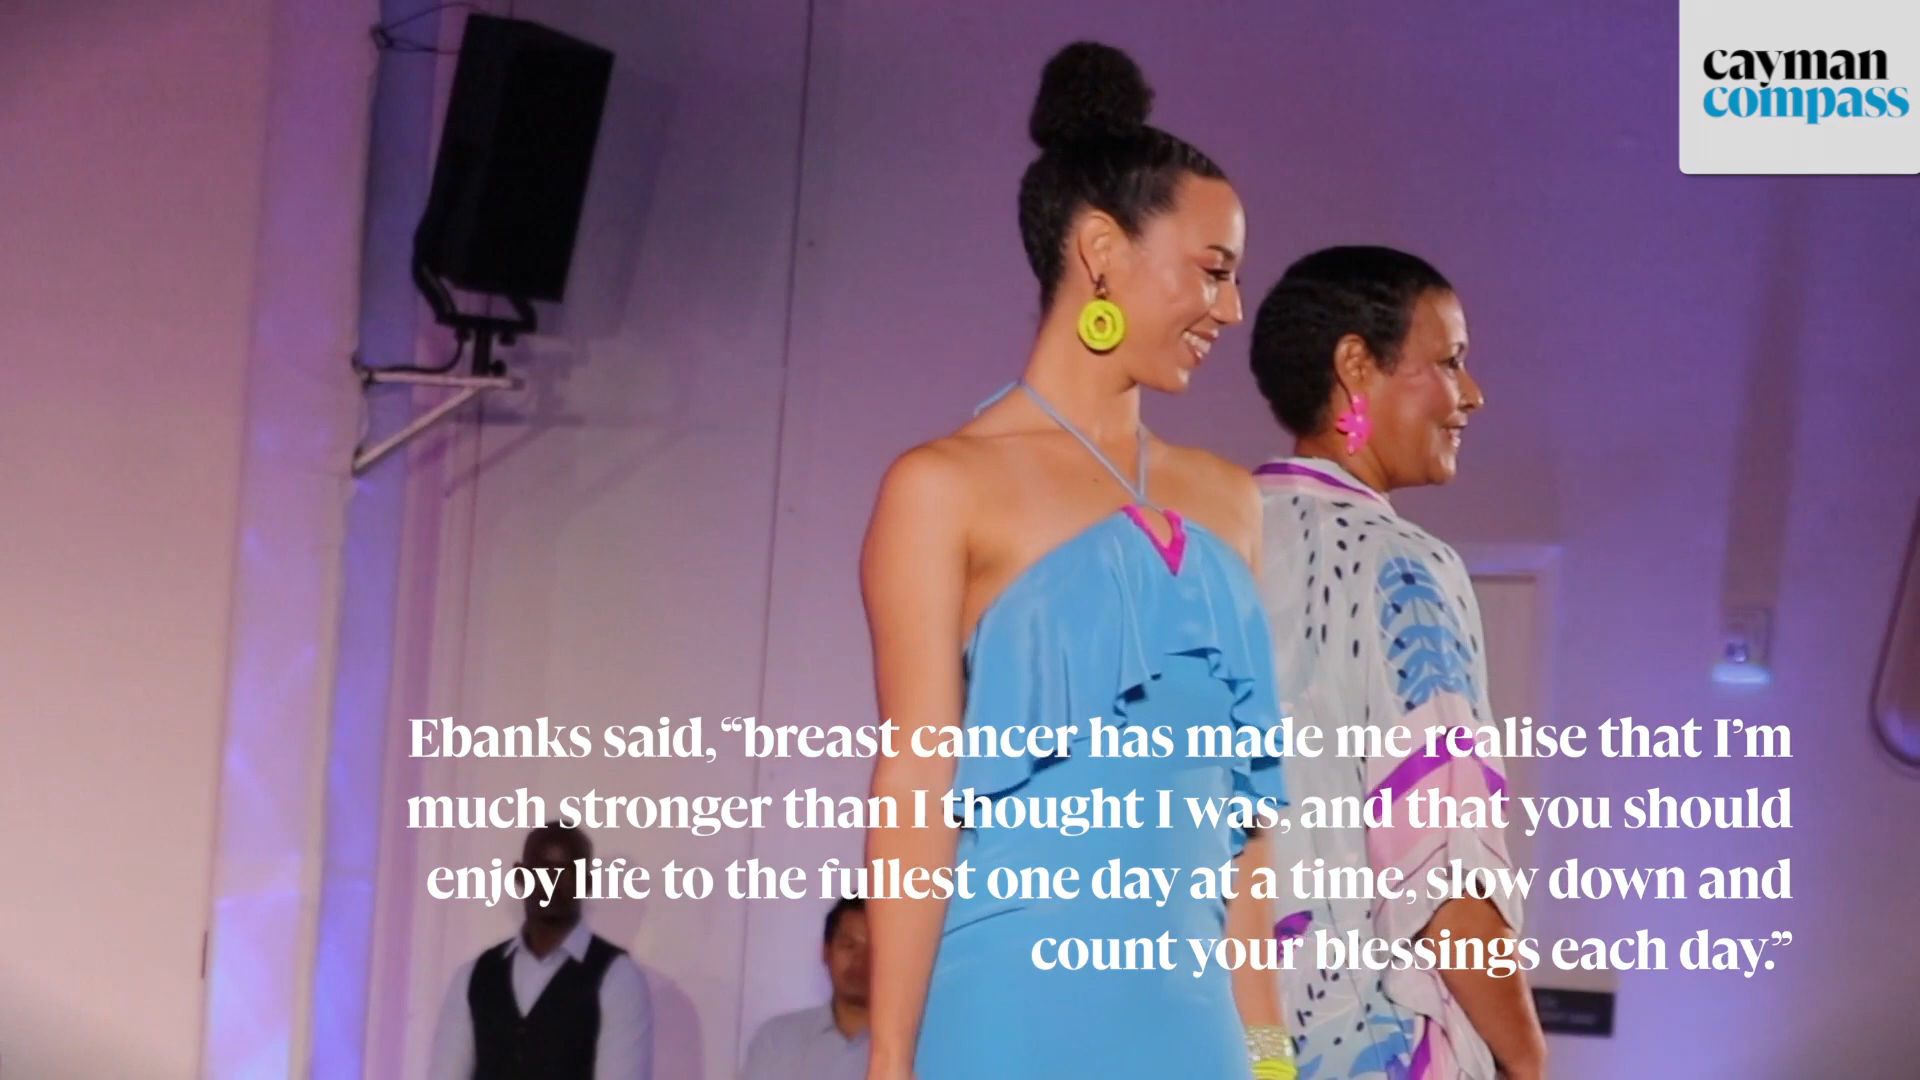 cayman
compass
Ebanks said, “breast cancer has made me realise that I’m
much stronger than I thought I was, and that you should
enjoy life to the fullest one day at a time, slow down and
count your blessings each day.”